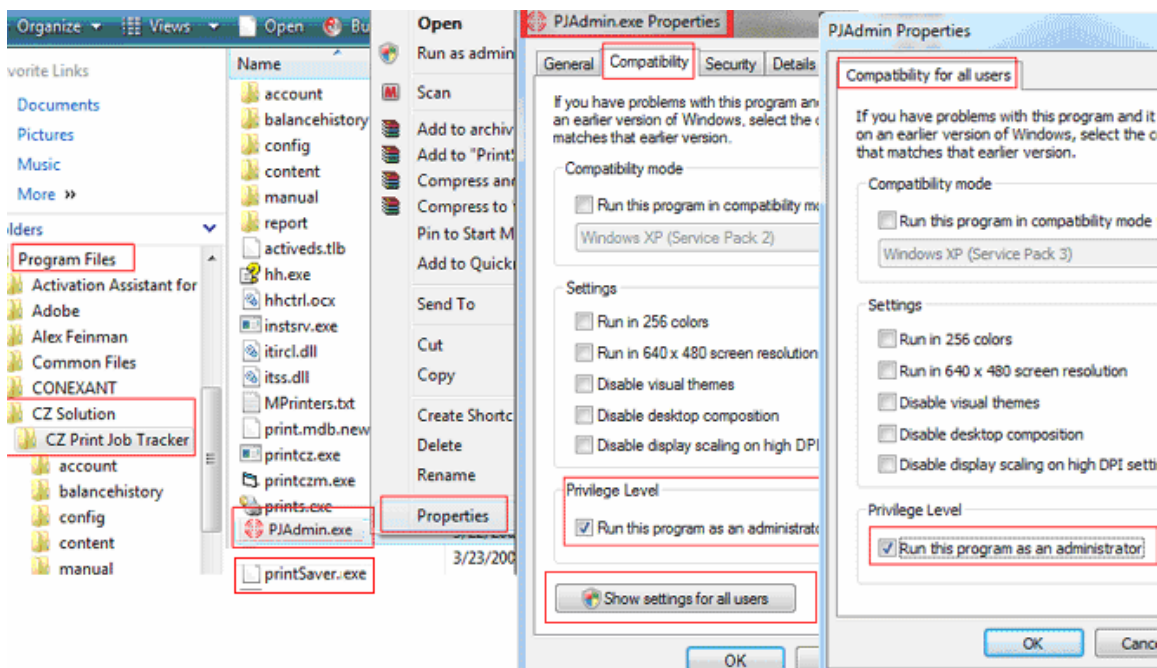 Organize
Views
Open
Bu
vorite Links
Documents
Pictures
Music
More »
lders
Program Files
Activation Assistant for
Adobe
Alex Feinman
Common Files
CONEXANT
CZ Solution
CZ Print Job Tracker
account
balancehistory
config
content
manual
Name
account
balancehistory
config
content
manual
report
activeds.tlb
hh.exe
hhctrl.ocx
instsrv.exe
itircl.dll
itss.dll
MPrinters.txt
print.mdb.new
printcz.exe
printczm.exe
prints.exe
PJAdmin.exe
printSaver.exe
Open
Run as admin
Scan
Add to archiv
Add to "Print
Compress and
Compress to
Pin to Start M
Add to Quick
Send To
Cut
Copy
Create Shortc
Delete
Rename
Properties
3/23/200
PJAdmin.exe Properties
General Compatibility Security Details
If you have problems with this program an
an earlier version of Windows, select the
matches that earlier version.
Compatibility mode
Run this program in compatibility mo
Windows XP (Service Pack 2)
Settings
Run in 256 colors
Run in 640 x 480 screen resolution
Disable visual themes
Disable desktop composition
Disable display scaling on high DPI
Privilege Level
Run this program as an administrato
Show settings for all users
OK
PJAdmin Properties
Compatibility for all users
If you have problems with this program and it
on an earlier version of Windows, select the c
that matches that earlier version.
Compatibility mode
Run this program in compatibility mode
Windows XP (Service Pack 3)
Settings
Run in 256 colors
Run in 640 x 480 screen resolution
Disable visual themes
Disable desktop composition
Disable display scaling on high DPI setti
Privilege Level
Run this program as an administrator
OK
Cance